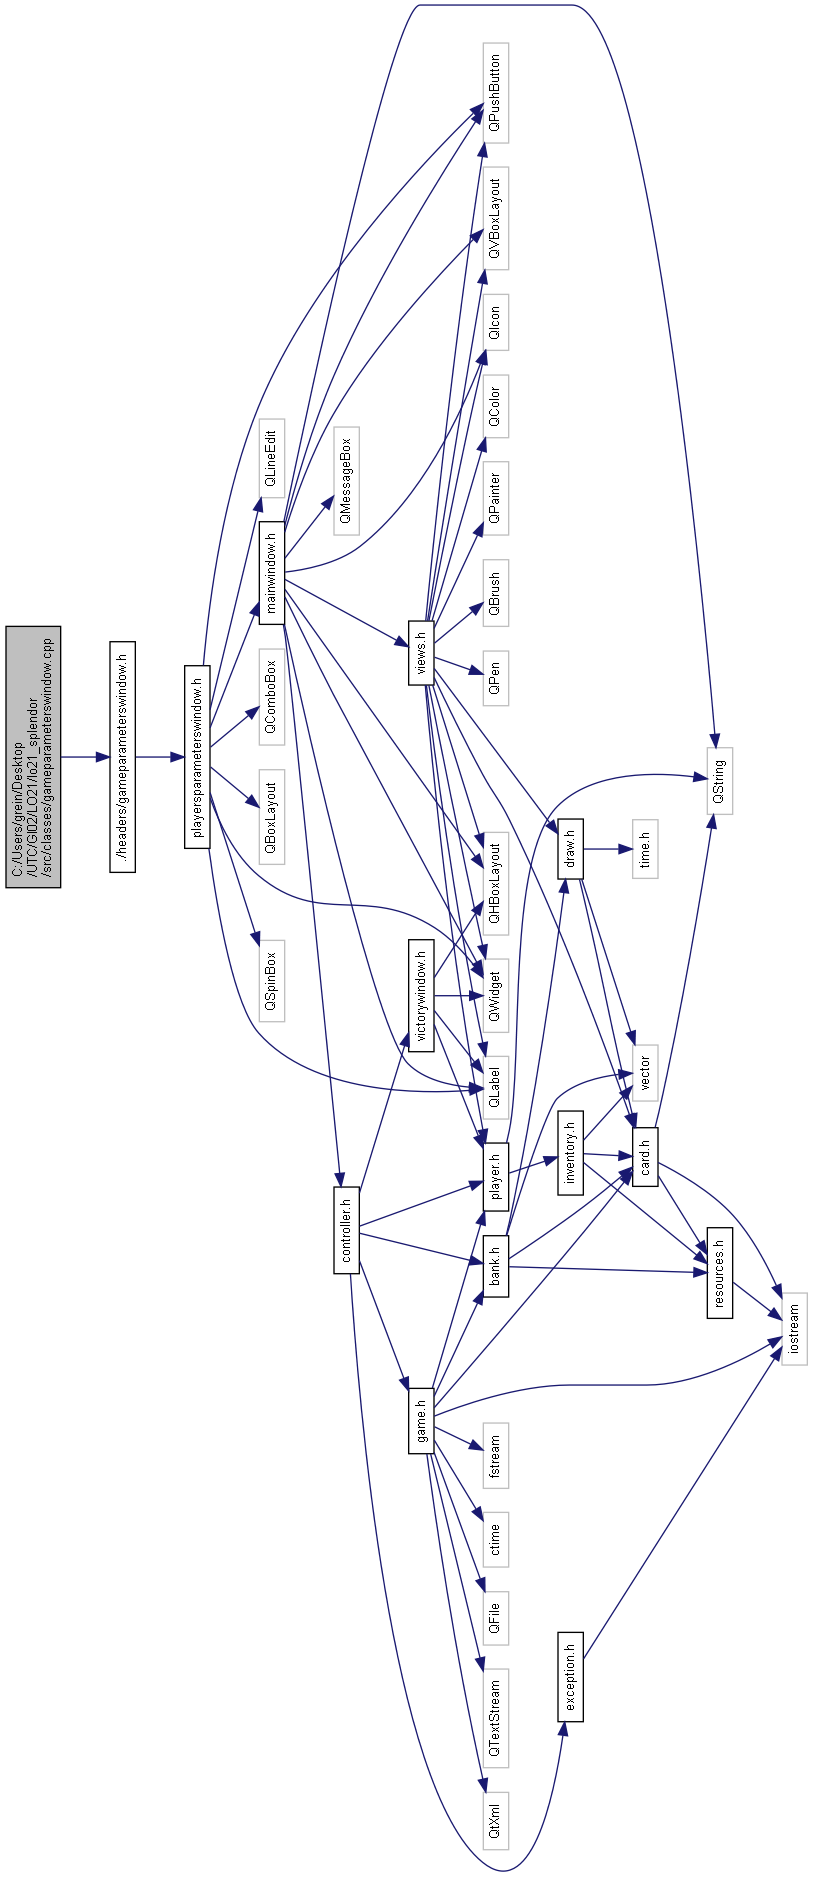 C:/Users/grein/Desktop
/UTC/GI02/LO21/lo21_splendor
/src/classes/gameparameterswindow.cpp
./headers/gameparameterswindow.h
playersparameterswindow.h
QLineEdit
mainwindow.h
QComboBox
QBoxLayout
QSpinBox
QMessageBox
controller.h
views.h
victorywindow.h
game.h
QPushButton
QVBoxLayout
QIcon
QColor
QPainter
QBrush
QPen
QHBoxLayout
QWidget
QLabel
player.h
bank.h
fstream
ctime
QFile
QTextStream
QtXml
draw.h
inventory.h
exception.h
time.h
vector
card.h
QString
resources.h
iostream